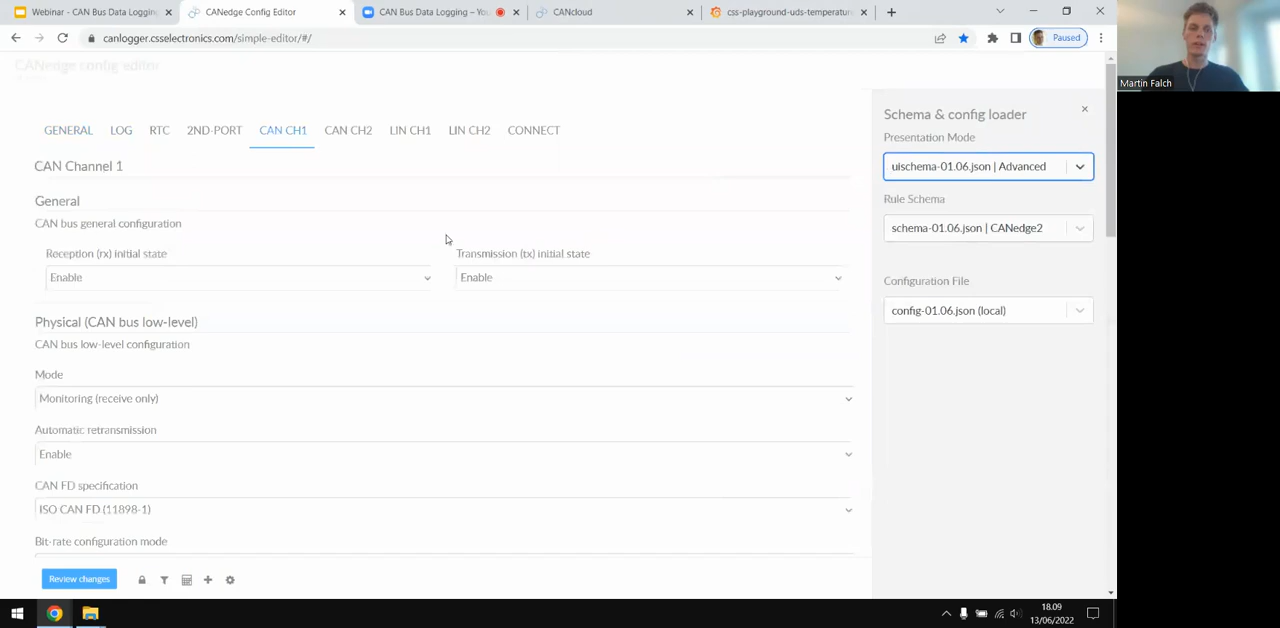 Webinar - CAN Bus Data Logging
CANedge Config Editor
CAN Bus Data Logging – You
CANcloud
css-playground-uds-temperature
canlogger.csselectronics.com/simple-editor/#/
Paused
CANedge config editor
Martin Falch
Schema & config loader
Presentation Mode
GENERAL LOG RTC 2ND-PORT CAN CH1 CAN CH2 LIN CH1 LIN CH2 CONNECT
uischema-01.06.json | Advanced
CAN Channel 1
Rule Schema
General
CAN bus general configuration
schema-01.06.json | CANedge2
Reception (rx) initial state
Transmission (tx) initial state
Enable
Enable
Configuration File
config-01.06.json (local)
Physical (CAN bus low-level)
CAN bus low-level configuration
Mode
Monitoring (receive only)
Automatic retransmission
Enable
CAN FD specification
ISO CAN FD (11898-1)
Bit-rate configuration mode
Review changes
18.09
13/06/2022